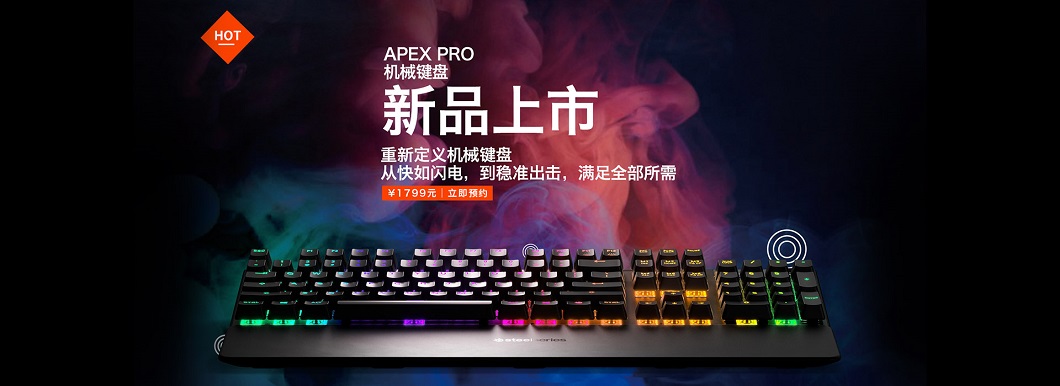 HOT
APEX PRO
机械键盘
新品上市
重新定义机械键盘
从快如闪电，到稳准出击，满足全部所需
￥1799元｜立即预约
steelseries